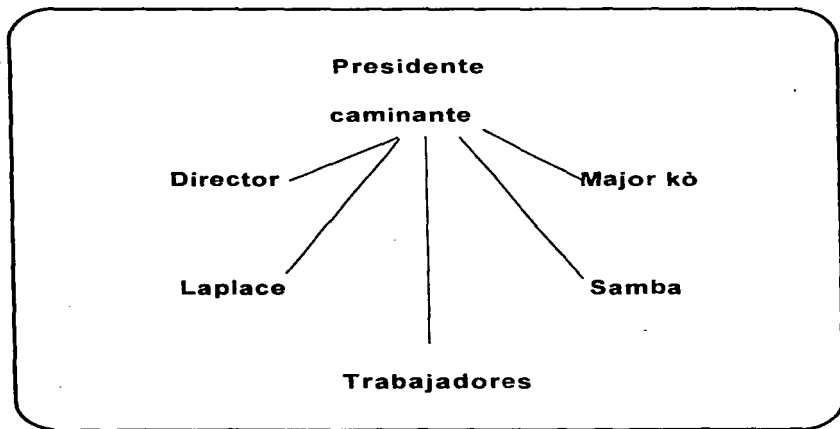 Presidente
caminante
Director
Major kò
Laplace
Samba
Trabajadores